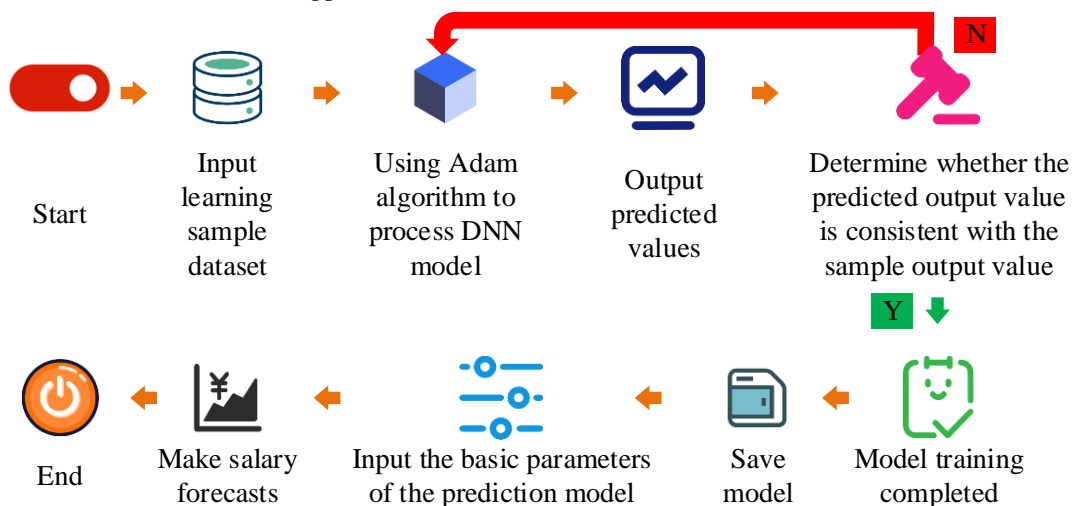 N
Start
Input
learning
sample
dataset
Using Adam
algorithm to
process DNN
model
Output
predicted
values
Determine whether the
predicted output value
is consistent with the
sample output value
Y
¥
End
Make salary
forecasts
Input the basic parameters
of the prediction model
Save
model
Model training
completed